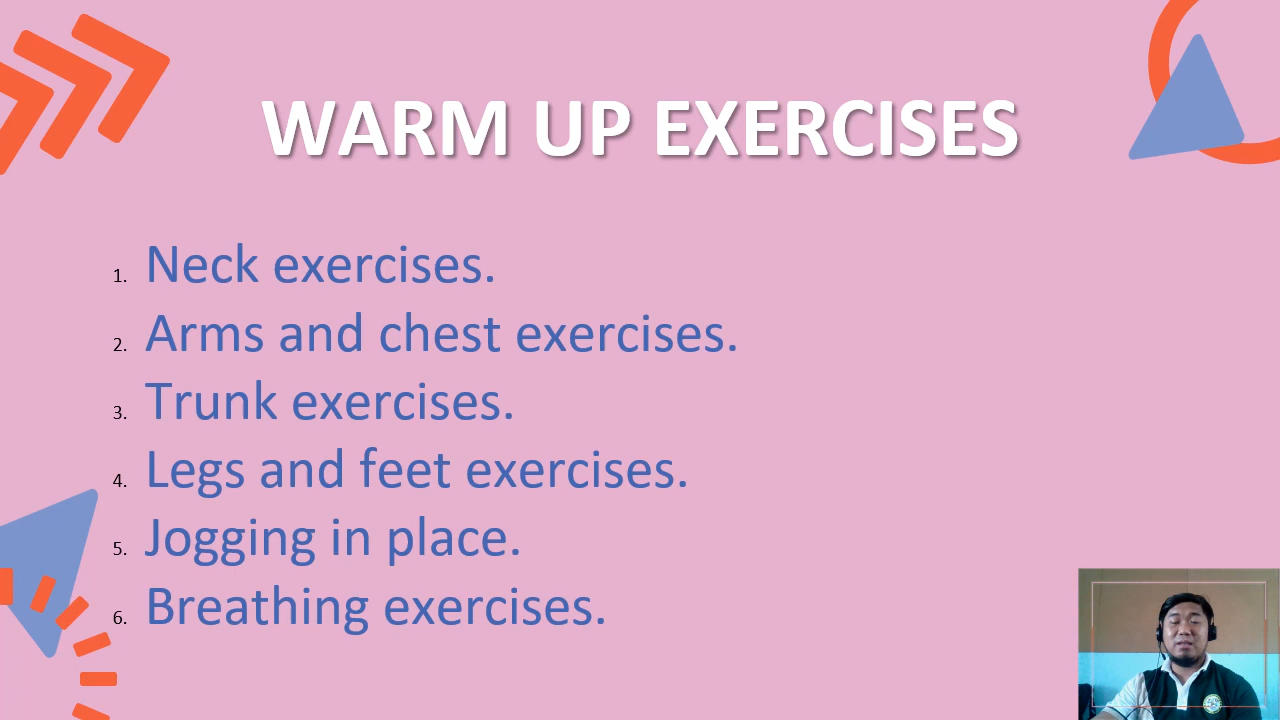 WARM UP EXERCISES
1. Neck exercises.
2. Arms and chest exercises.
3. Trunk exercises.
4. Legs and feet exercises.
5. Jogging in place.
6. Breathing exercises.